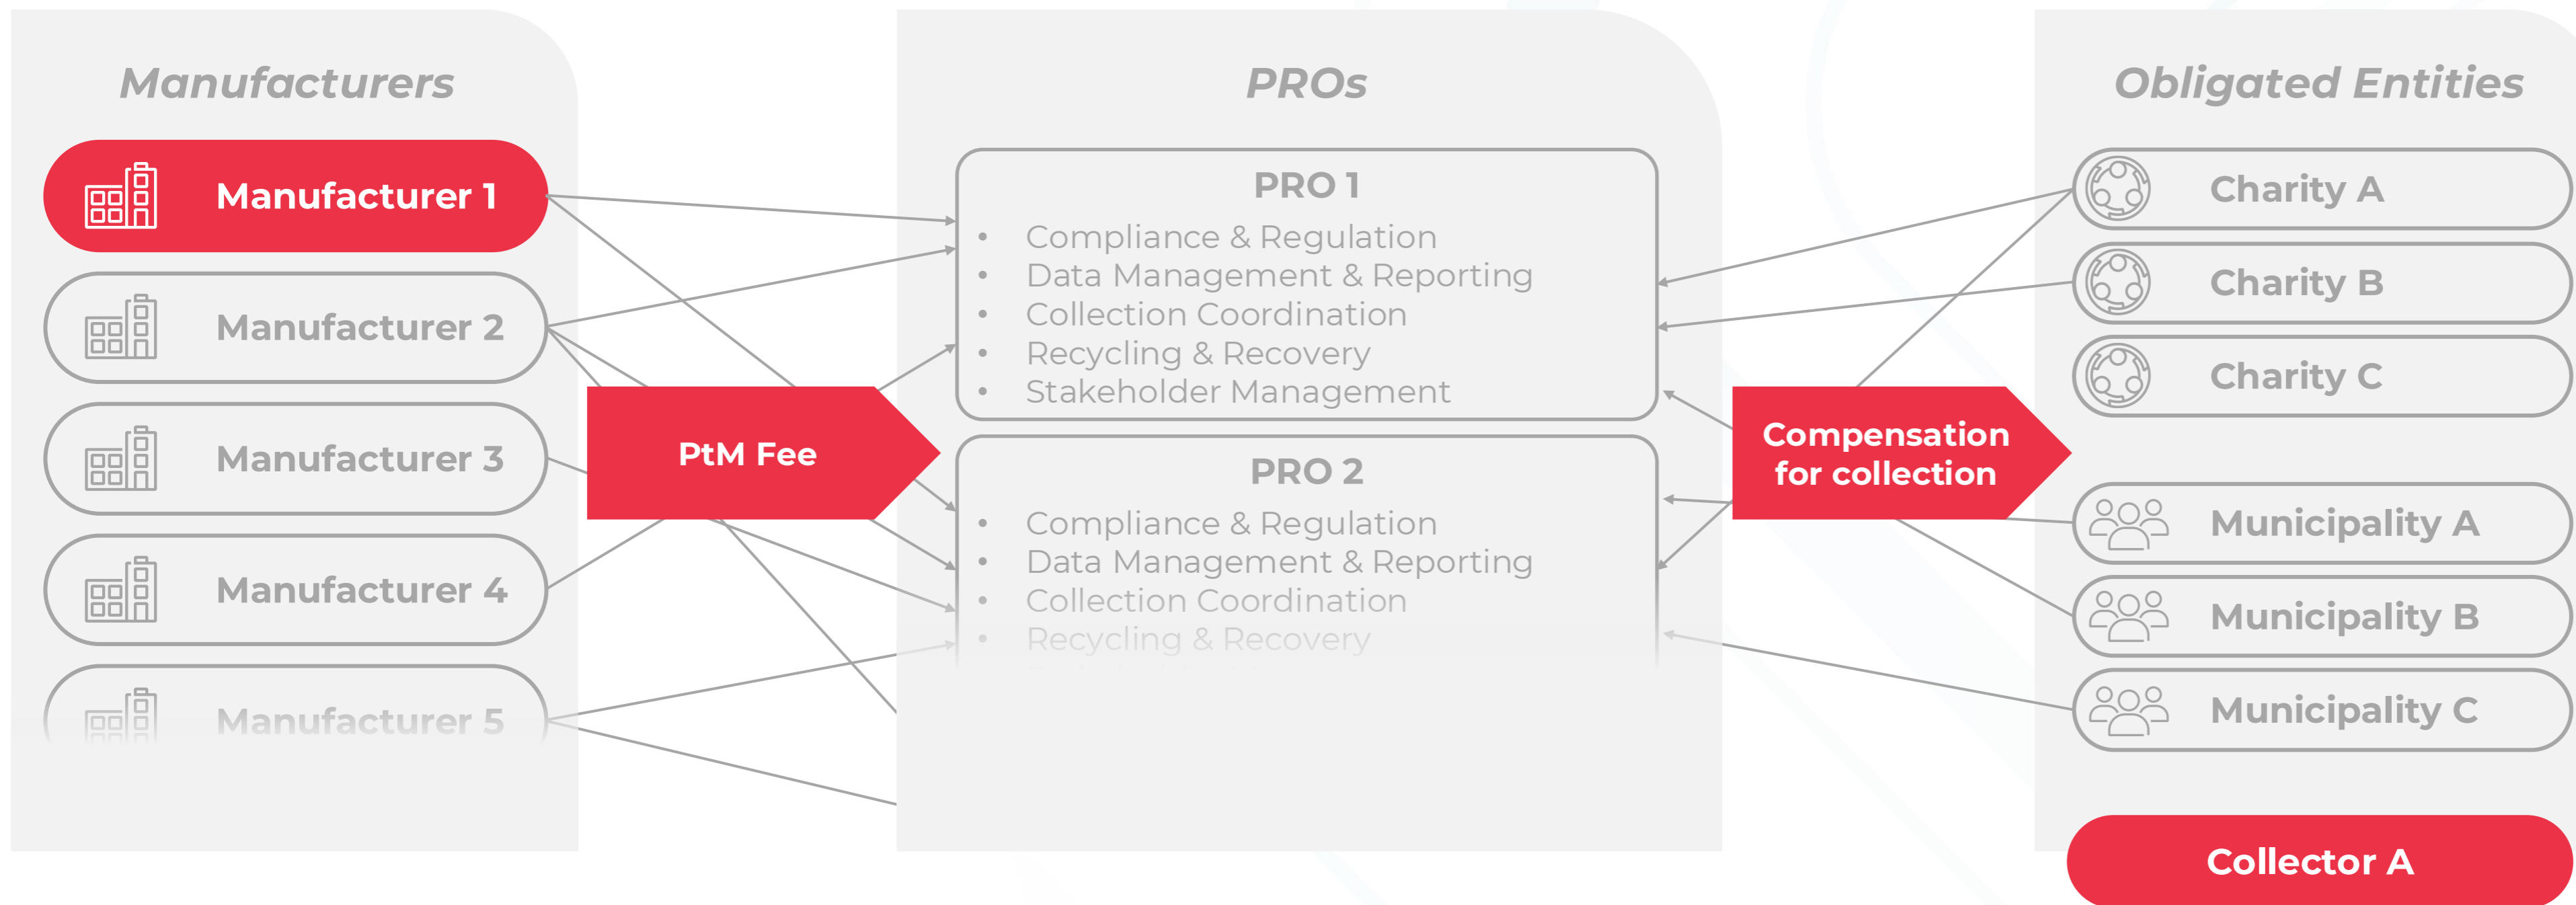 Manufacturers
Manufacturer 1
Manufacturer 2
Manufacturer 3
Manufacturer 4
Manufacturer 5
PtM Fee
PROs
PRO 1
• Compliance & Regulation
• Data Management & Reporting
• Collection Coordination
• Recycling & Recovery
• Stakeholder Management
PRO 2
• Compliance & Regulation
• Data Management & Reporting
• Collection Coordination
• Recycling & Recovery
Compensation
for collection
Obligated Entities
Charity A
Charity B
Charity C
Municipality A
Municipality B
Municipality C
Collector A